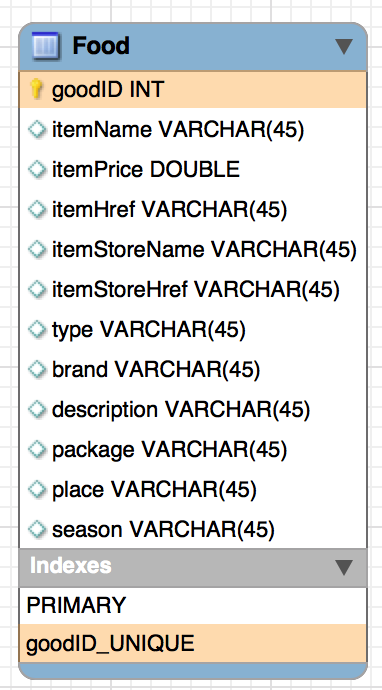 Food
goodID INT
itemName VARCHAR(45)
itemPrice DOUBLE
itemHref VARCHAR(45)
itemStoreName VARCHAR(45)
itemStoreHref VARCHAR(45)
type VARCHAR(45)
brand VARCHAR(45)
description VARCHAR(45)
package VARCHAR(45)
place VARCHAR(45)
season VARCHAR(45)
Indexes
PRIMARY
goodID_UNIQUE